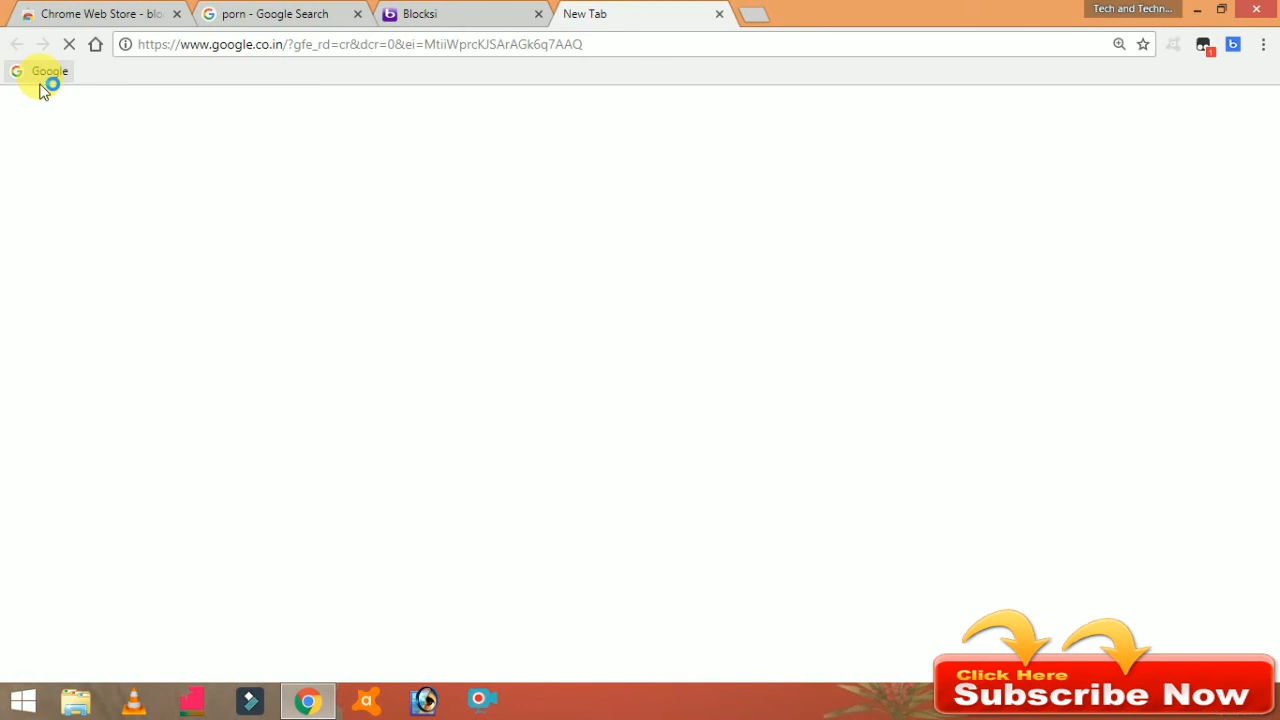 Chrome Web Store - blo
porn - Google Search
Blocksi
New Tab
Tech and Techn...
https://www.google.co.in/?gfe_rd=cr&dcr=0&ei=MtiiWprcKJSArAGk6q7AAQ
1
b
Google
Click Here
Subscribe Now